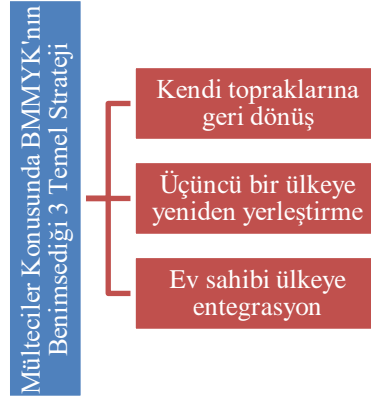 Mülteciler Konusunda BMMYK'nın
Benimsediği 3 Temel Strateji
Kendi topraklarına
geri dönüş
Üçüncü bir ülkeye
yeniden yerleştirme
Ev sahibi ülkeye
entegrasyon